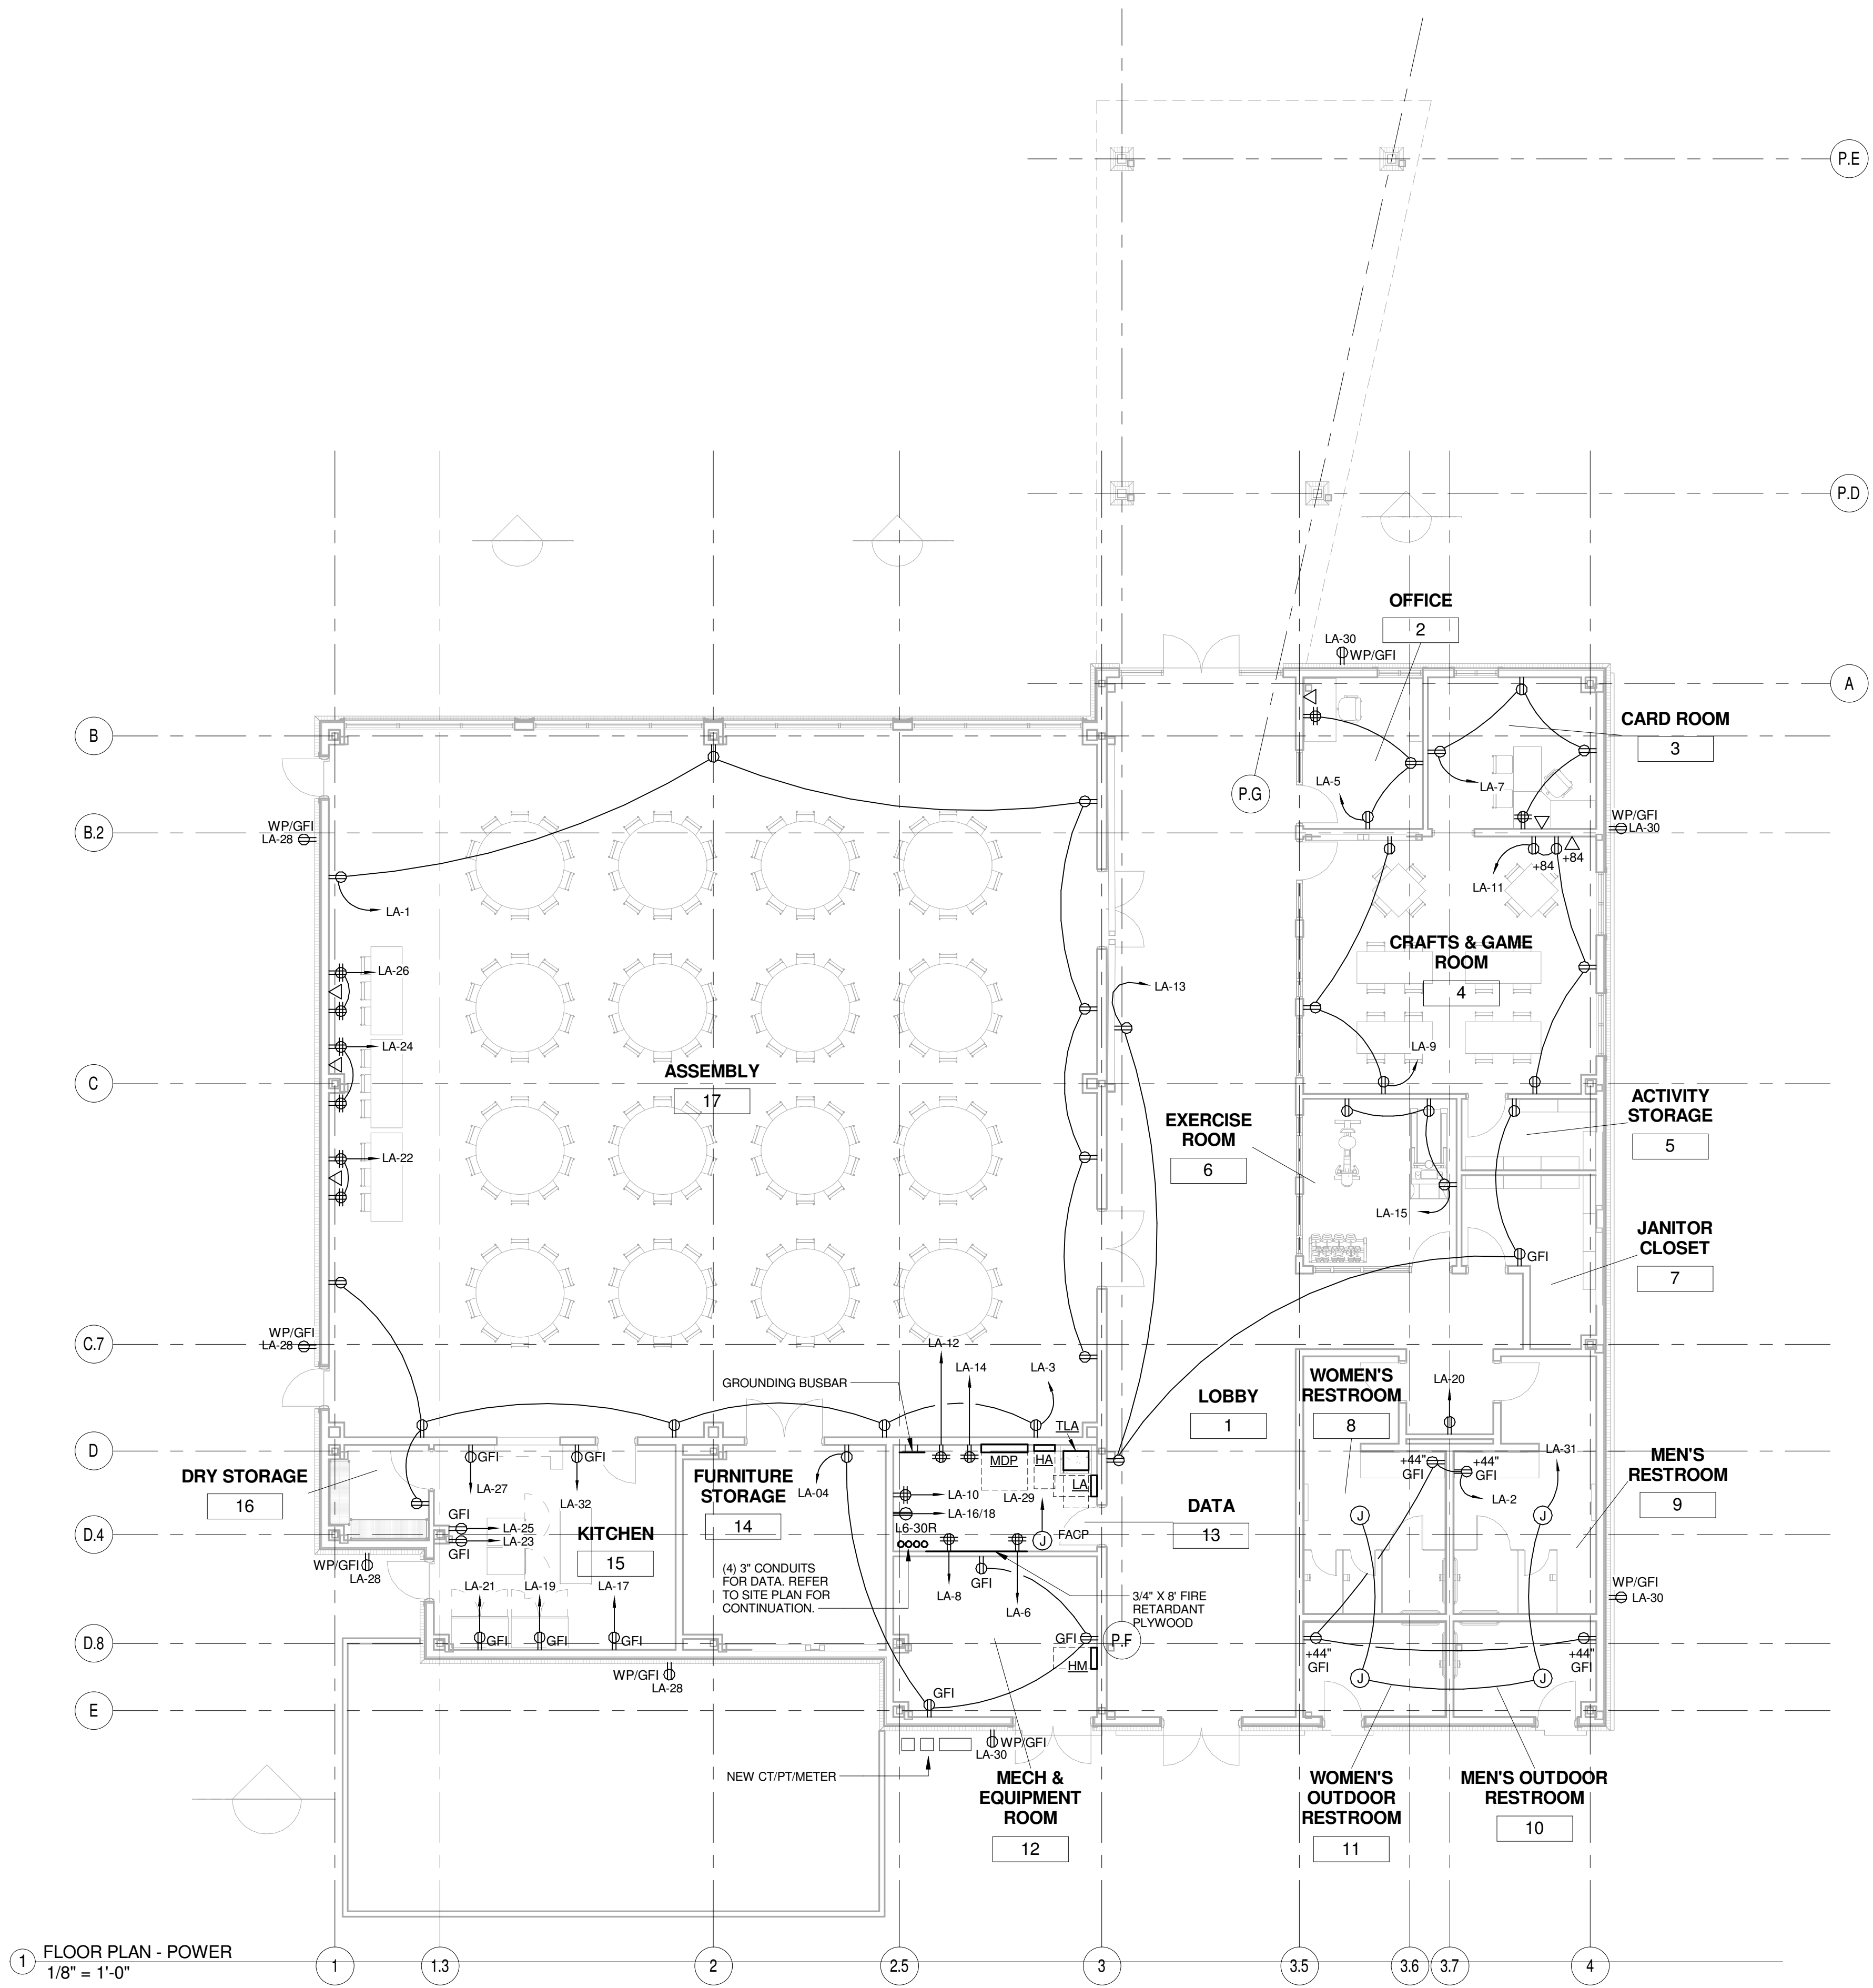 P.E
P.D
OFFICE
2
LA-30
WP/GFI
A
B
CARD ROOM
3
LA-5
LA-7
P.G
WP/GFI
LA-28
B.2
WP/GFI
LA-30
+84
+84
LA-11
LA-1
CRAFTS & GAME
ROOM
4
LA-26
LA-13
LA-24
LA-9
C
ASSEMBLY
17
ACTIVITY
STORAGE
5
EXERCISE
ROOM
6
LA-22
LA-15
JANITOR
CLOSET
7
GFI
WP/GFI
LA-28
C.7
LA-12
LA-14
LA-3
GROUNDING BUSBAR
WOMEN'S
RESTROOM
8
LA-20
LOBBY
1
TLA
D
DRY STORAGE
16
GFI
GFI
LA-27
LA-32
FURNITURE
STORAGE
14
LA-04
MDP
HA
LA
LA-10
LA-29
LA-16/18
L6-30R
+44"
GFI
+44"
GFI
LA-31
LA-2
MEN'S
RESTROOM
9
DATA
13
D.4
GFI
LA-25
LA-23
GFI
KITCHEN
15
J
FACP
J
J
WP/GFI
LA-28
(4) 3" CONDUITS
FOR DATA. REFER
TO SITE PLAN FOR
CONTINUATION.
GFI
LA-8
LA-6
3/4" X 8' FIRE
RETARDANT
PLYWOOD
LA-21
LA-19
LA-17
WP/GFI
LA-30
D.8
GFI
GFI
GFI
GFI
P.F
HM
+44"
GFI
+44"
GFI
J
J
WP/GFI
LA-28
GFI
E
WP/GFI
LA-30
NEW CT/PT/METER
MECH &
EQUIPMENT
ROOM
12
WOMEN'S
OUTDOOR
RESTROOM
11
MEN'S OUTDOOR
RESTROOM
10
1
FLOOR PLAN - POWER
1/8" = 1'-0"
1
1.3
2
2.5
3
3.5
3.6
3.7
4